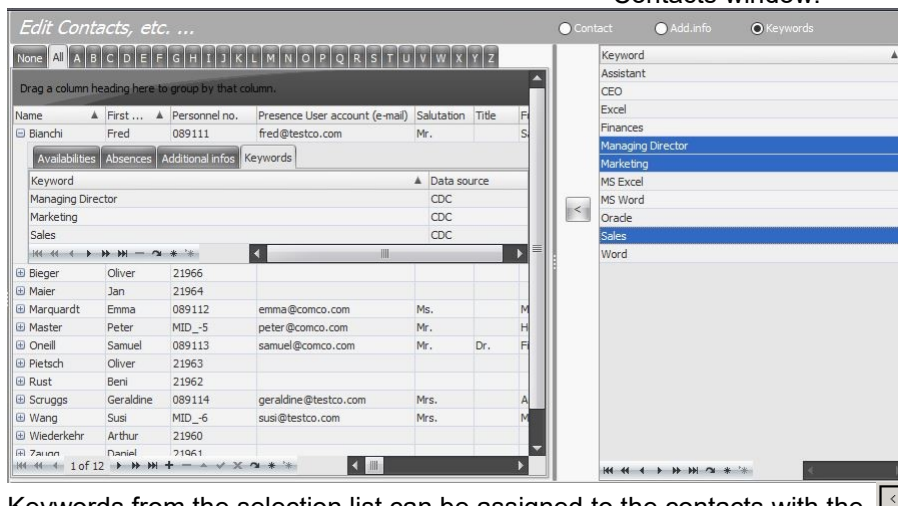 Contacts window.
Edit Contacts, etc. ...
Contact Add.info Keywords
None All A B C D E F G H I J K L M N O P Q R S T U V W X Y Z
Drag a column heading here to group by that column.
Name First ... Personnel no. Presence User account (e-mail) Salutation Title
Bianchi Fred 089111 fred@testco.com Mr.
Availabilities Absences Additional infos Keywords
Keyword Data source
Managing Director CDC
Marketing CDC
Sales CDC
Bieger Oliver 21966
Maier Jan 21964
Marquardt Emma 089112 emma@comco.com Ms. M
Master Peter MID_-5 peter@comco.com Mr. H
Oneill Samuel 089113 samuel@comco.com Mr. Dr. Fi
Pietsch Oliver 21963
Rust Beni 21962
Scruggs Geraldine 089114 geraldine@testco.com Mrs. A
Wang Susi MID_-6 susi@testco.com Mrs. M
Wiederkehr Arthur 21960
Zaugg Daniel 21961
1 of 12
<
Keyword
Assistant
CEO
Excel
Finances
Managing Director
Marketing
MS Excel
MS Word
Oracle
Sales
Word
Keywords from the selection list can be assigned to the contacts with the <